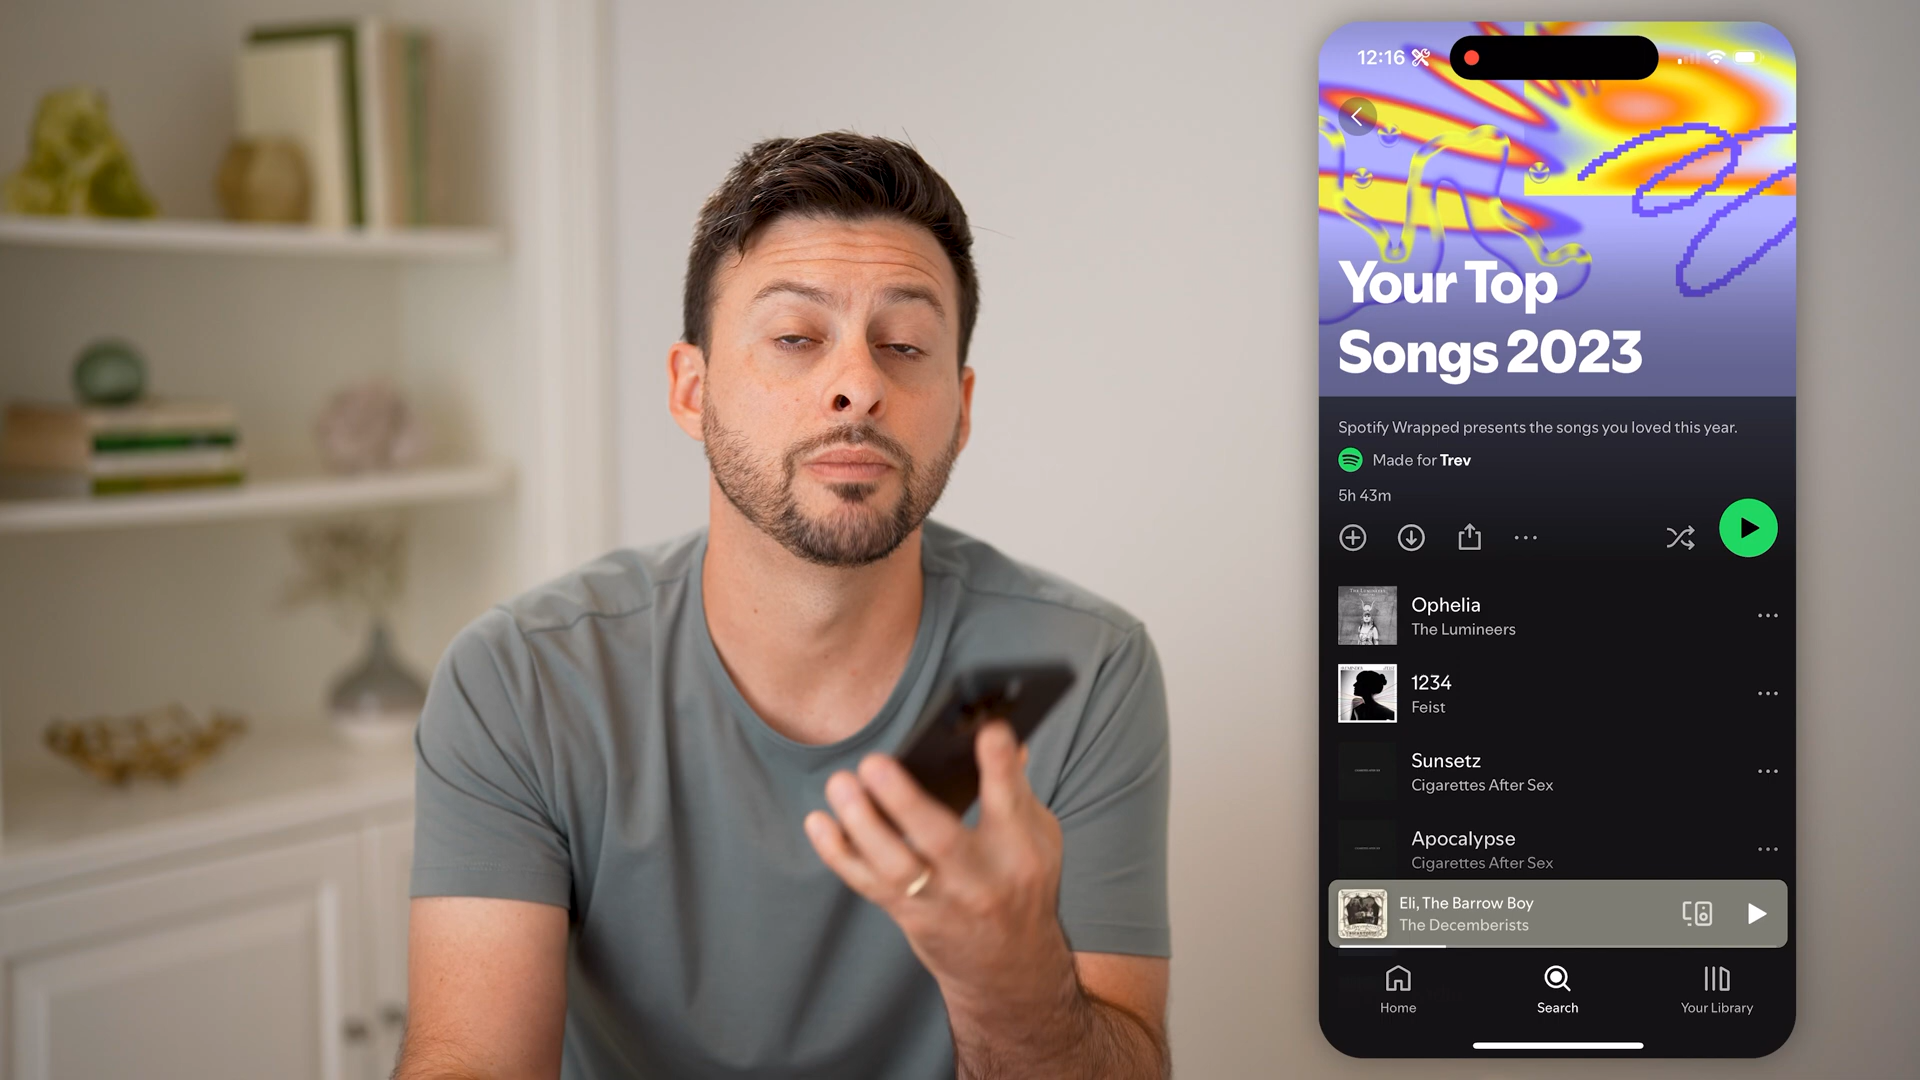 12:16
Your Top
Songs 2023
Spotify Wrapped presents the songs you loved this year.
Made for Trev
5h 43m
Ophelia
The Lumineers
1234
Feist
Sunsetz
Cigarettes After Sex
Apocalypse
Cigarettes After Sex
Eli, The Barrow Boy
The Decemberists
Home
Search
Your Library